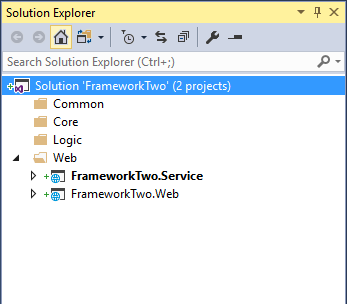 Solution Explorer
Search Solution Explorer (Ctrl+;)
Solution 'FrameworkTwo' (2 projects)
Common
Core
Logic
Web
FrameworkTwo.Service
FrameworkTwo.Web